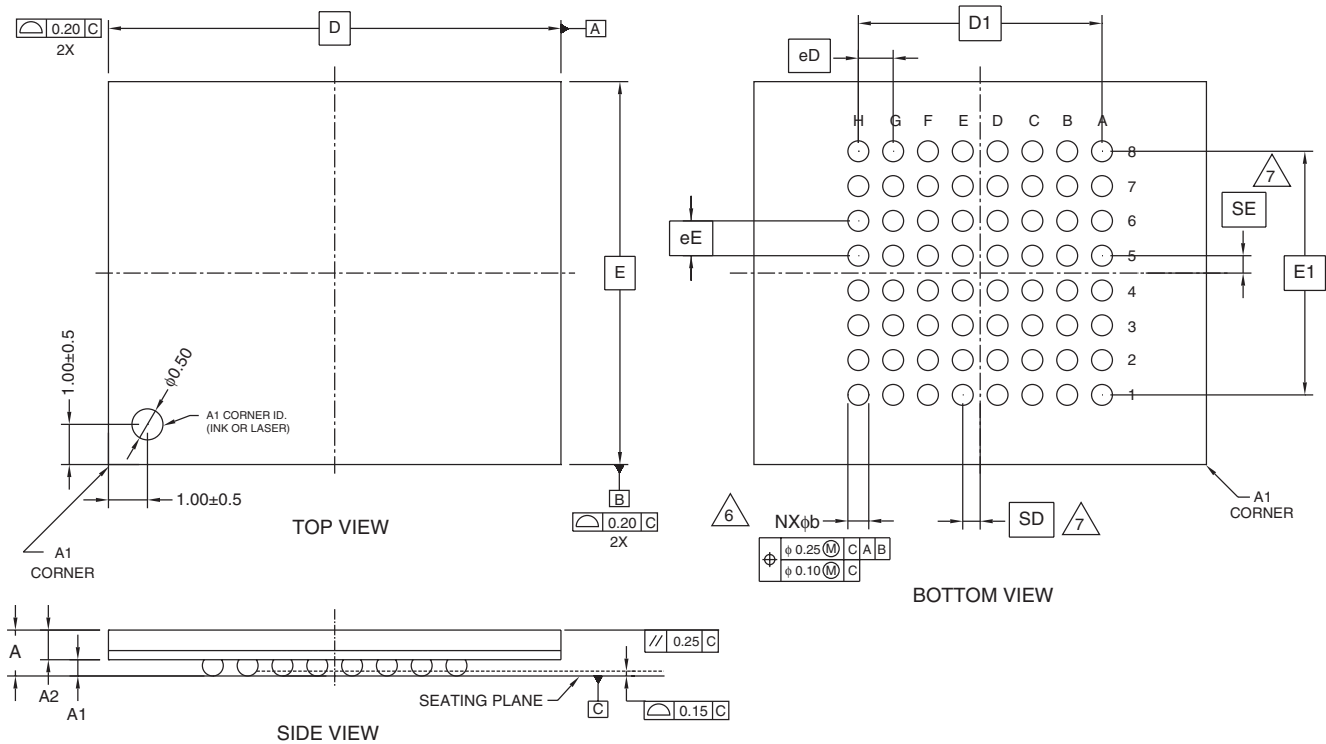 ⌓ 0.20 C
2X
D
A
E
1.00±0.5
ϕ0.50
A1 CORNER ID.
(INK OR LASER)
1.00±0.5
B
⌓ 0.20 C
2X
TOP VIEW
A1
CORNER
D1
eD
H G F E D C B A
8
7
6
5
4
3
2
1
7
SE
eE
E1
6
NXϕb
⌖ ϕ 0.25 Ⓜ C A B
ϕ 0.10 Ⓜ C
SD
7
A1
CORNER
BOTTOM VIEW
A
A2
A1
// 0.25 C
SEATING PLANE
C
⌓ 0.15 C
SIDE VIEW